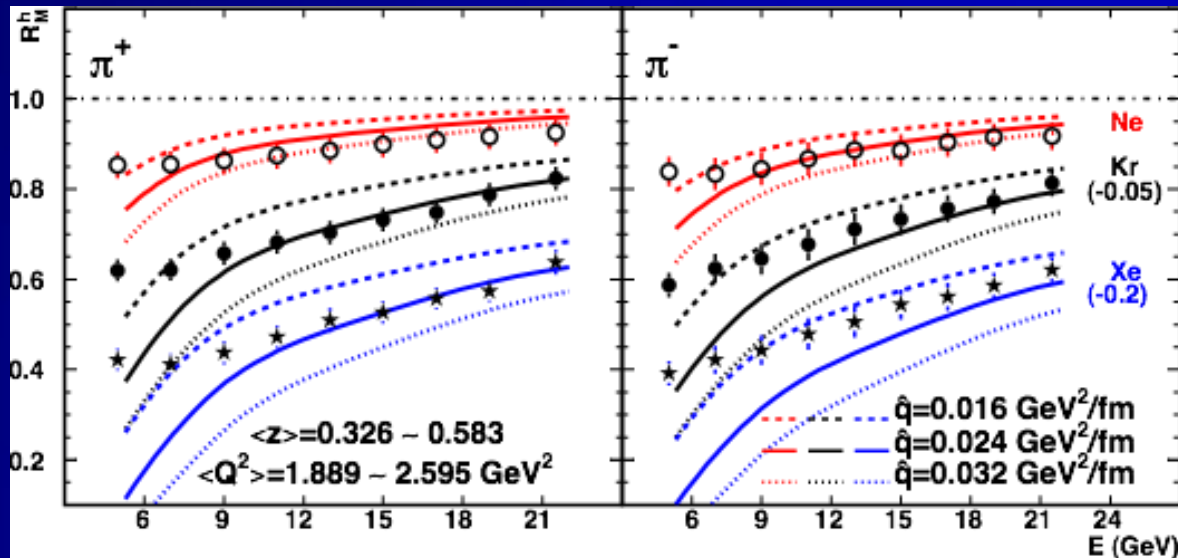 R_M^h
π+
π-
1.0
0.8
0.6
0.4
0.2
Ne
Kr
(-0.05)
Xe
(-0.2)
<z>=0.326 ~ 0.583
<Q²>=1.889 ~ 2.595 GeV²
q̂=0.016 GeV²/fm
q̂=0.024 GeV²/fm
q̂=0.032 GeV²/fm
6 9 12 15 18 21
6 9 12 15 18 21 24
E (GeV)